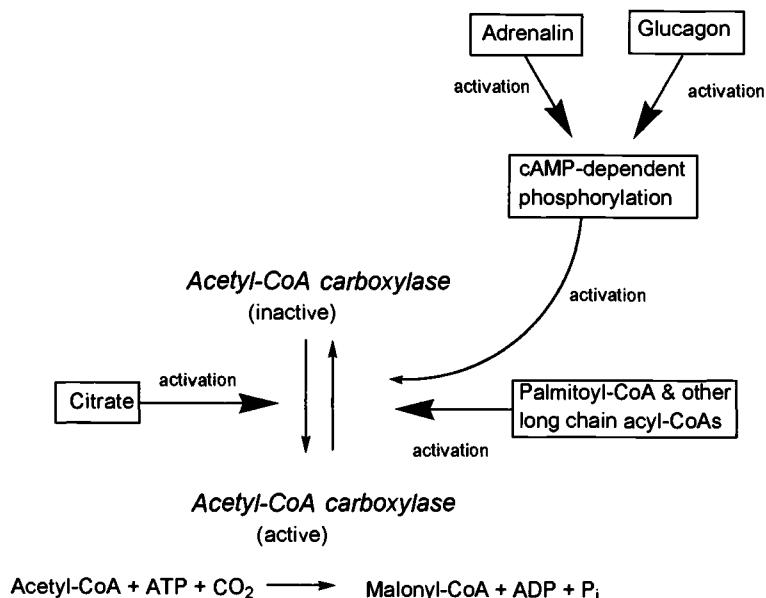 Adrenalin
Glucagon
activation
activation
cAMP-dependent
phosphorylation
activation
Acetyl-CoA carboxylase
(inactive)
activation
Citrate
Palmitoyl-CoA & other
long chain acyl-CoAs
activation
Acetyl-CoA carboxylase
(active)
Acetyl-CoA + ATP + CO₂ ⟶ Malonyl-CoA + ADP + Pᵢ